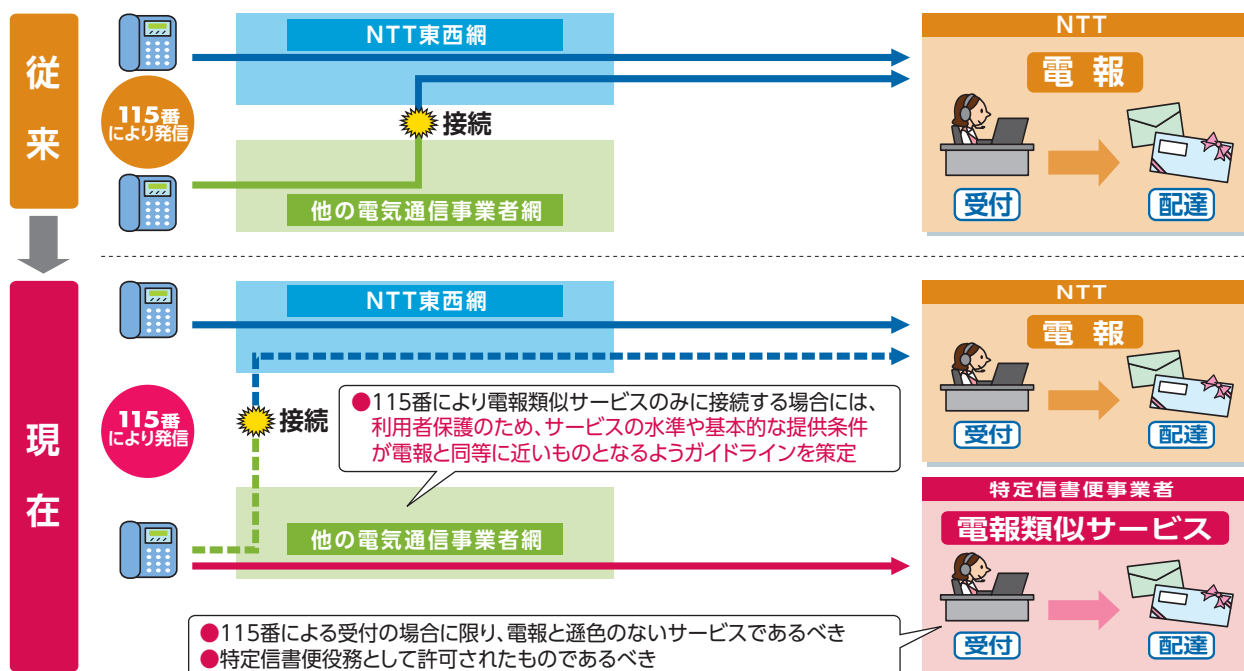 従来
115番
により発信
NTT東西網
接続
他の電気通信事業者網
NTT
電報
受付
配達
現在
115番
により発信
NTT東西網
接続
●115番により電報類似サービスのみに接続する場合には、
利用者保護のため、サービスの水準や基本的な提供条件
が電報と同等に近いものとなるようガイドラインを策定
他の電気通信事業者網
NTT
電報
受付
配達
特定信書便事業者
電報類似サービス
受付
配達
●115番による受付の場合に限り、電報と遜色のないサービスであるべき
●特定信書便役務として許可されたものであるべき